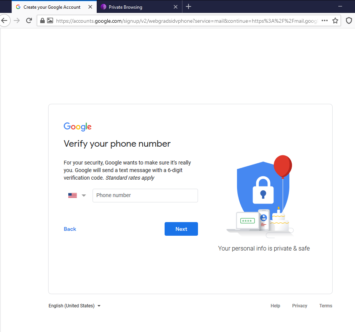 Create your Google Account
Private Browsing
https://accounts.google.com/signup/v2/webgradsidvphone?service=mail&continue=https%3A%2F%2Fmail.goog
Google
Verify your phone number
For your security, Google wants to make sure it's really
you. Google will send a text message with a 6-digit
verification code. Standard rates apply
Phone number
Back
Next
Your personal info is private & safe
English (United States)
Help
Privacy
Terms